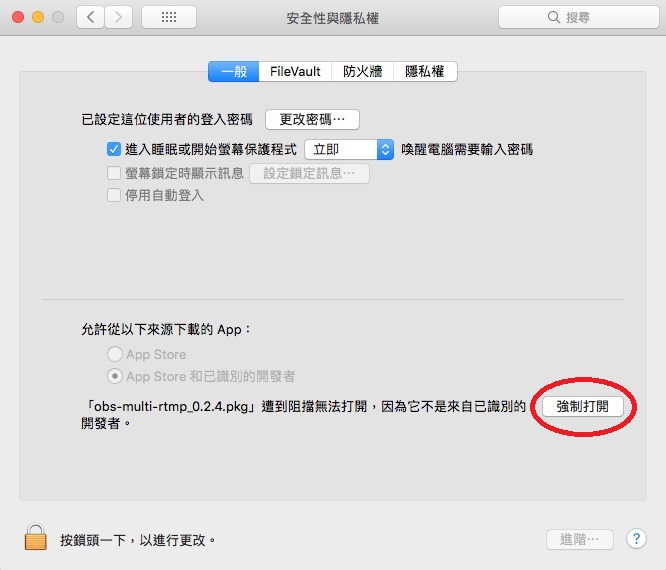 安全性與隱私權
搜尋
一般 FileVault 防火牆 隱私權
已設定這位使用者的登入密碼 更改密碼⋯
進入睡眠或開始螢幕保護程式 立即 喚醒電腦需要輸入密碼
螢幕鎖定時顯示訊息 設定鎖定訊息⋯
停用自動登入
允許從以下來源下載的 App：
App Store
App Store 和已識別的開發者
「obs-multi-rtmp_0.2.4.pkg」遭到阻擋無法打開，因為它不是來自已識別的 強制打開
開發者。
按鎖頭一下，以進行更改。 進階⋯ ?